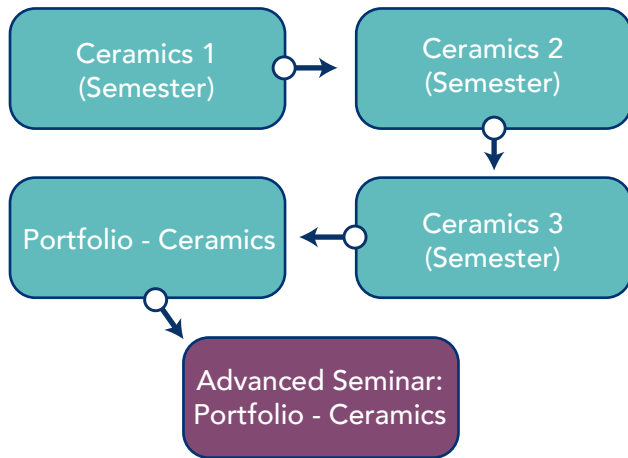 Ceramics 1
(Semester)
Ceramics 2
(Semester)
Ceramics 3
(Semester)
Portfolio - Ceramics
Advanced Seminar:
Portfolio - Ceramics